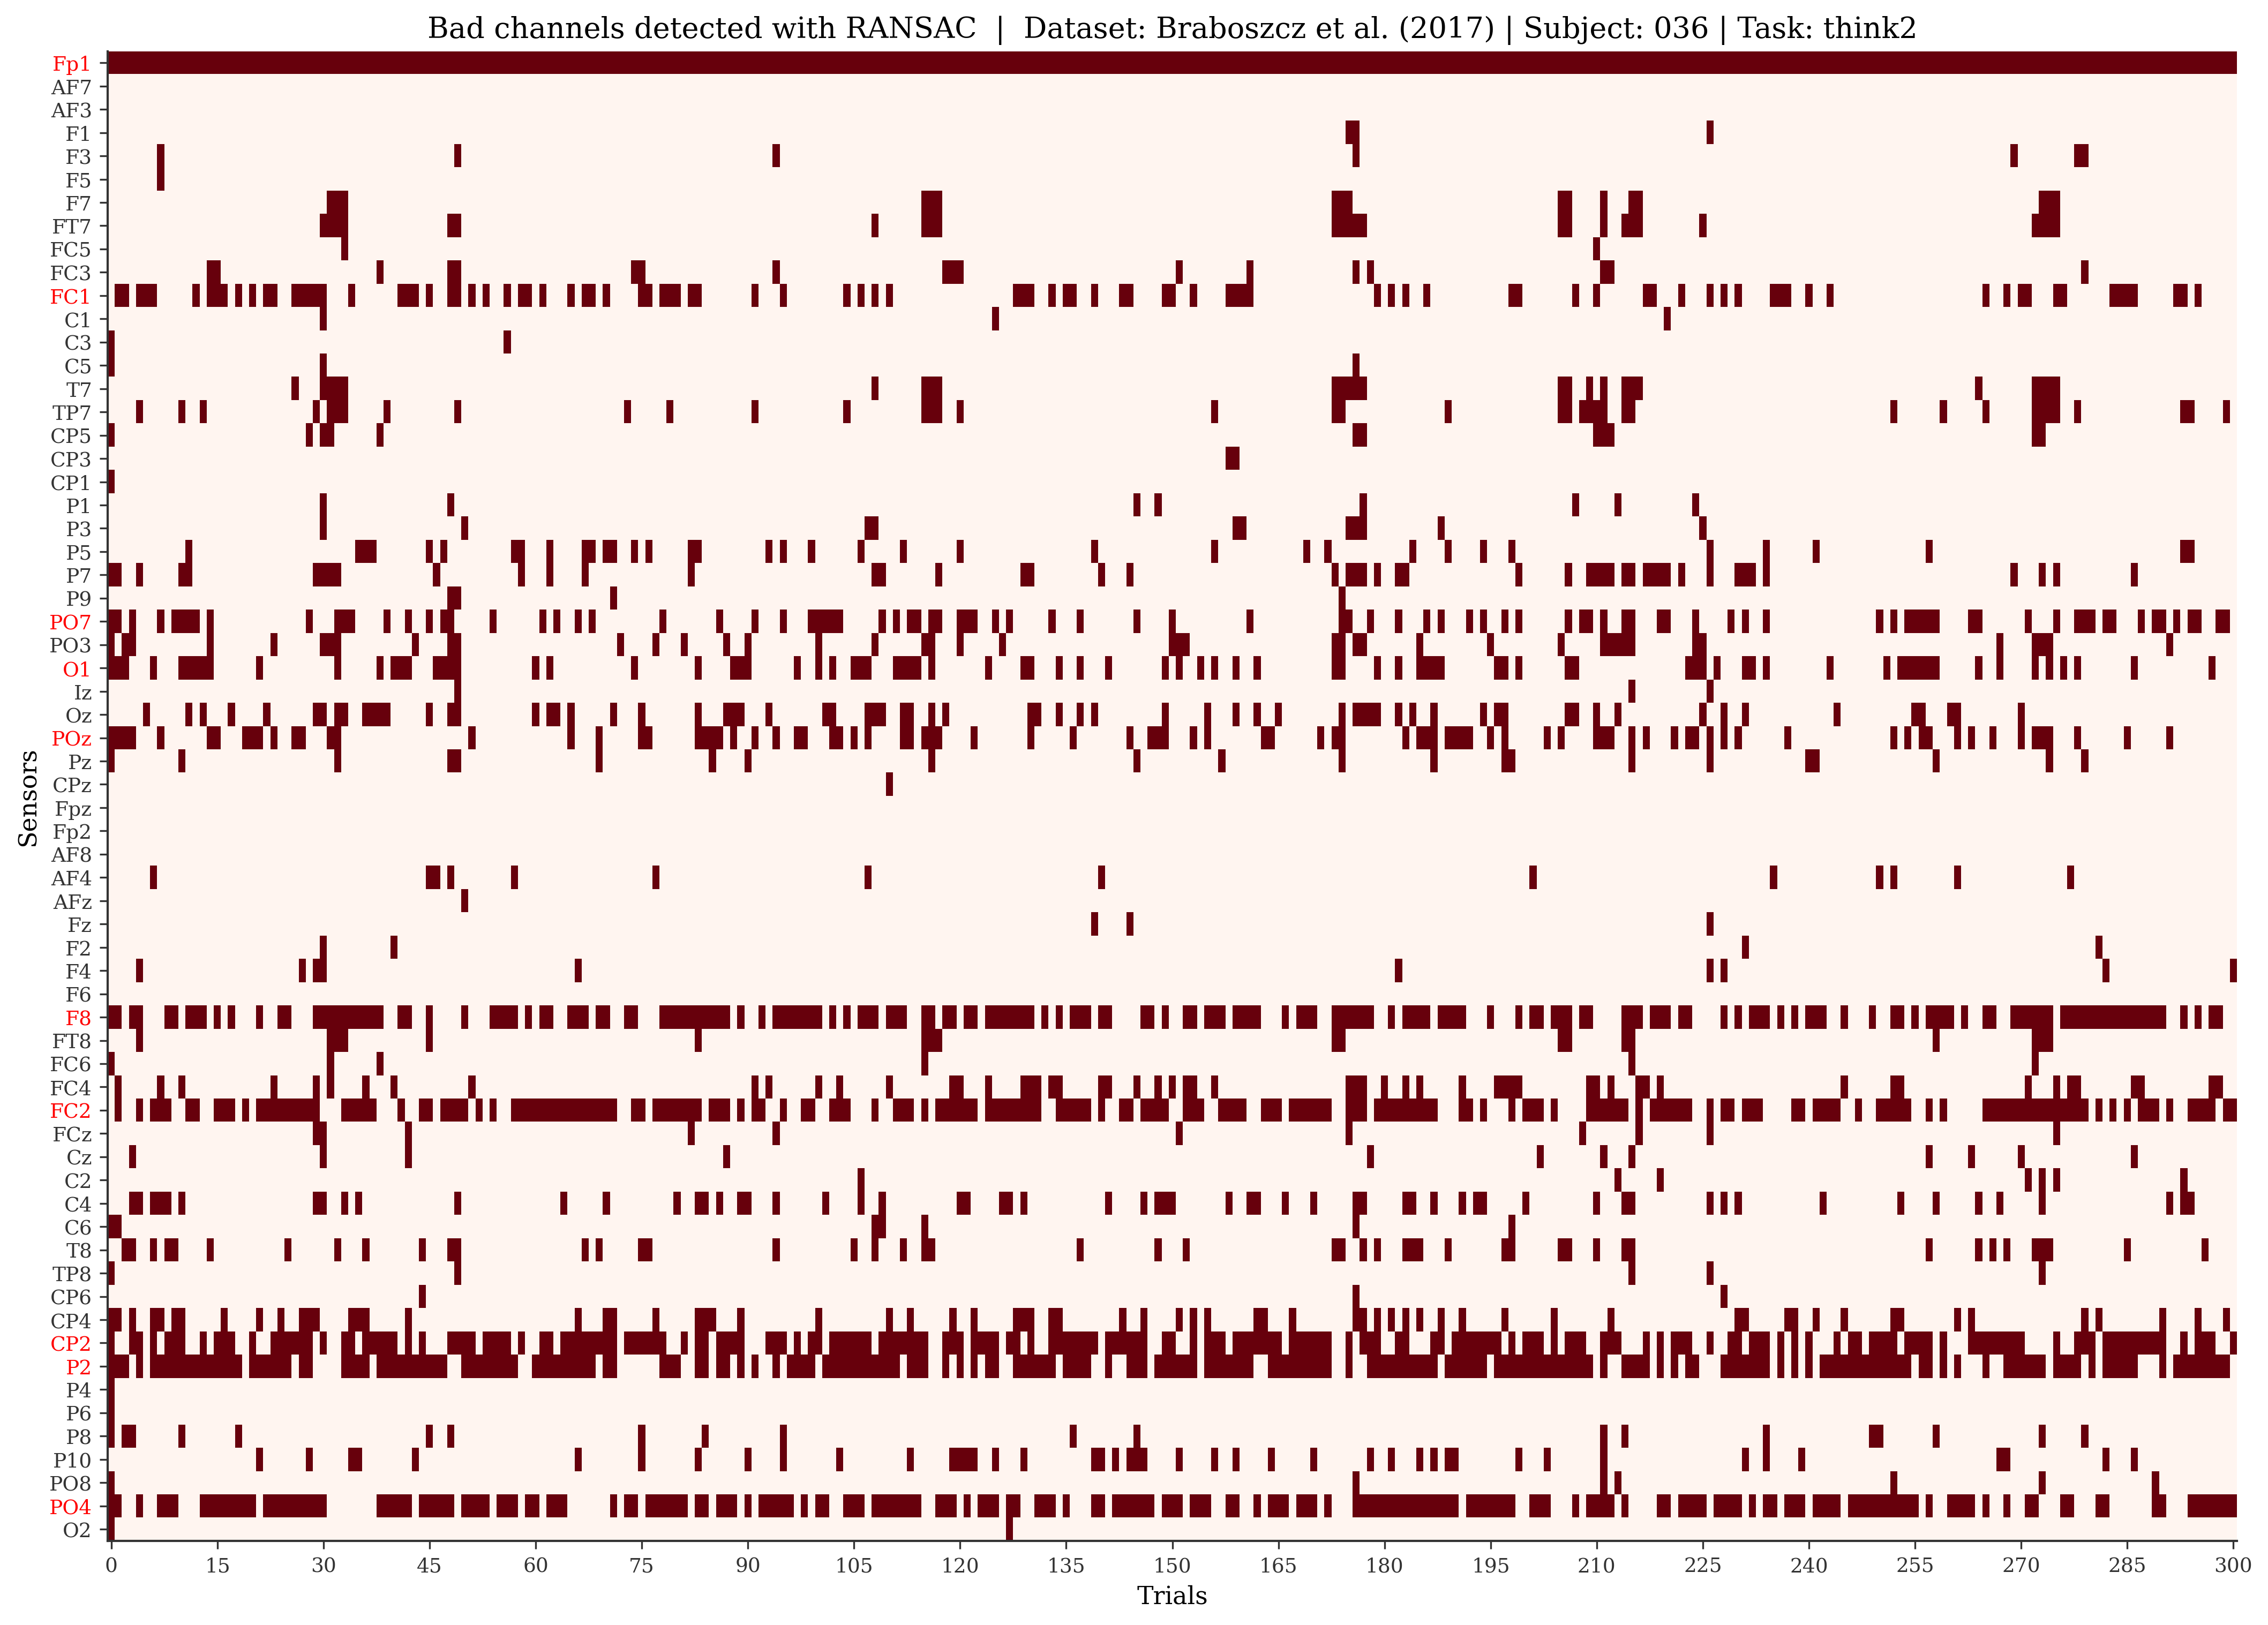 Bad channels detected with RANSAC | Dataset: Braboszcz et al. (2017) | Subject: 036 | Task: think2
Sensors
Fp1
AF7
AF3
F1
F3
F5
F7
FT7
FC5
FC3
FC1
C1
C3
C5
T7
TP7
CP5
CP3
CP1
P1
P3
P5
P7
P9
PO7
PO3
O1
Iz
Oz
POz
Pz
CPz
Fpz
Fp2
AF8
AF4
AFz
Fz
F2
F4
F6
F8
FT8
FC6
FC4
FC2
FCz
Cz
C2
C4
C6
T8
TP8
CP6
CP4
CP2
P2
P4
P6
P8
P10
PO8
PO4
O2
0 15 30 45 60 75 90 105 120 135 150 165 180 195 210 225 240 255 270 285 300
Trials